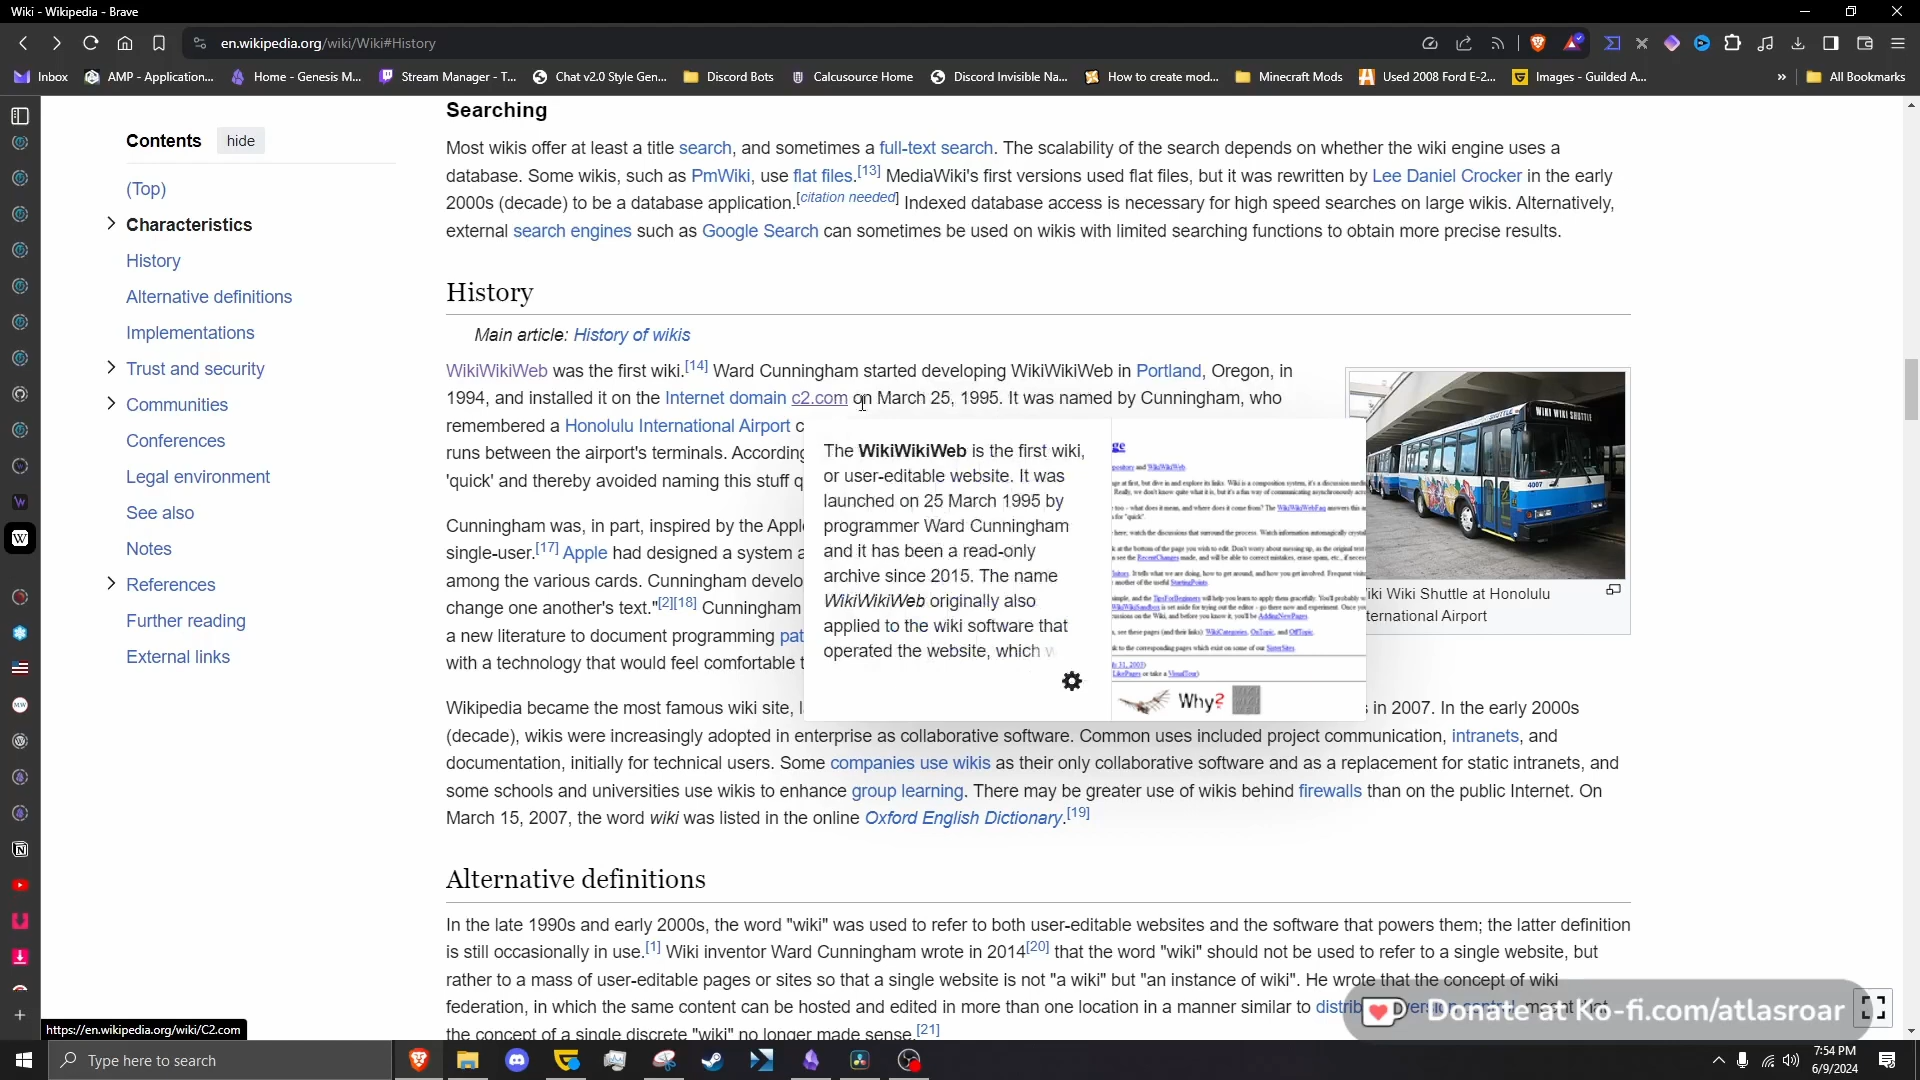 Wiki - Wikipedia - Brave
en.wikipedia.org/wiki/Wiki#History
Inbox
AMP - Application...
Home - Genesis M...
Stream Manager - T...
Chat v2.0 Style Gen...
Discord Bots
Calcusource Home
Discord Invisible Na...
How to create mod...
Minecraft Mods
Used 2008 Ford E-2...
Images - Guilded A...
»
All Bookmarks
Contents
hide
(Top)
Characteristics
History
Alternative definitions
Implementations
Trust and security
Communities
Conferences
Legal environment
See also
Notes
References
Further reading
External links
Searching
Most wikis offer at least a title search, and sometimes a full-text search. The scalability of the search depends on whether the wiki engine uses a
database. Some wikis, such as PmWiki, use flat files.[13] MediaWiki's first versions used flat files, but it was rewritten by Lee Daniel Crocker in the early
2000s (decade) to be a database application.[citation needed] Indexed database access is necessary for high speed searches on large wikis. Alternatively,
external search engines such as Google Search can sometimes be used on wikis with limited searching functions to obtain more precise results.
History
Main article: History of wikis
WikiWikiWeb was the first wiki.[14] Ward Cunningham started developing WikiWikiWeb in Portland, Oregon, in
1994, and installed it on the Internet domain c2.com on March 25, 1995. It was named by Cunningham, who
remembered a Honolulu International Airport c
runs between the airport's terminals. According
'quick' and thereby avoided naming this stuff q
Cunningham was, in part, inspired by the Apple
single-user.[17] Apple had designed a system a
among the various cards. Cunningham develo
change one another's text."[2][18] Cunningham
a new literature to document programming pat
with a technology that would feel comfortable t
The WikiWikiWeb is the first wiki,
or user-editable website. It was
launched on 25 March 1995 by
programmer Ward Cunningham
and it has been a read-only
archive since 2015. The name
WikiWikiWeb originally also
applied to the wiki software that
operated the website, which w
ge
Why?
WIKI WIKI SHUTTLE
4007
iki Wiki Shuttle at Honolulu
ternational Airport
Wikipedia became the most famous wiki site, l
in 2007. In the early 2000s
(decade), wikis were increasingly adopted in enterprise as collaborative software. Common uses included project communication, intranets, and
documentation, initially for technical users. Some companies use wikis as their only collaborative software and as a replacement for static intranets, and
some schools and universities use wikis to enhance group learning. There may be greater use of wikis behind firewalls than on the public Internet. On
March 15, 2007, the word wiki was listed in the online Oxford English Dictionary.[19]
Alternative definitions
In the late 1990s and early 2000s, the word "wiki" was used to refer to both user-editable websites and the software that powers them; the latter definition
is still occasionally in use.[1] Wiki inventor Ward Cunningham wrote in 2014[20] that the word "wiki" should not be used to refer to a single website, but
rather to a mass of user-editable pages or sites so that a single website is not "a wiki" but "an instance of wiki". He wrote that the concept of wiki
federation, in which the same content can be hosted and edited in more than one location in a manner similar to distrib
the concept of a single discrete "wiki" no longer made sense.[21]
Donate at Ko-fi.com/atlasroar
https://en.wikipedia.org/wiki/C2.com
Type here to search
7:54 PM
6/9/2024